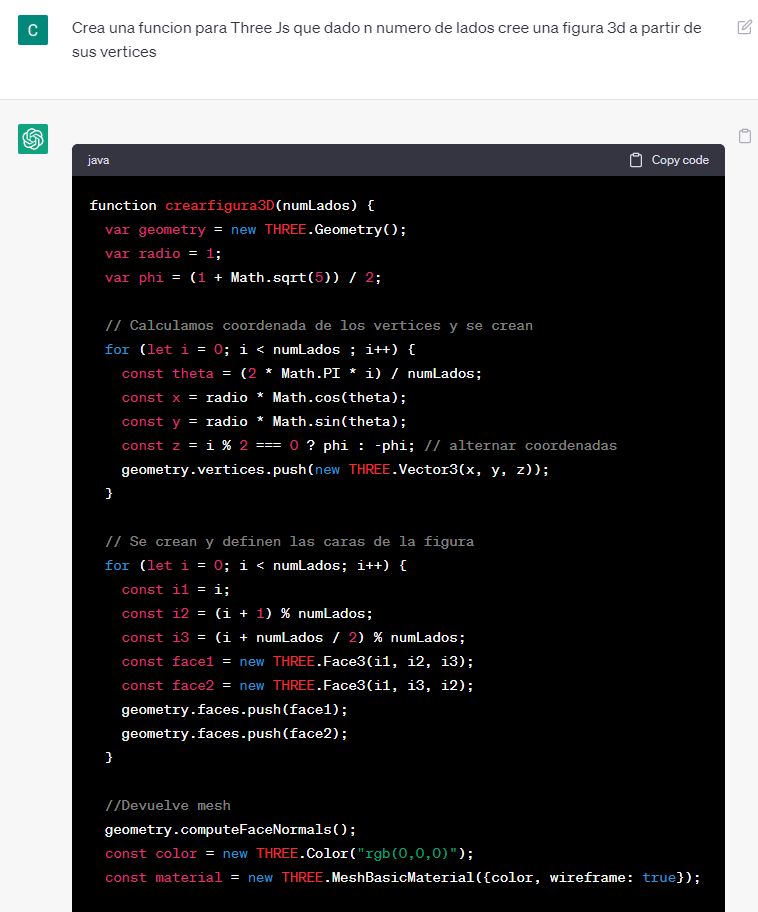 C
Crea una funcion para Three Js que dado n numero de lados cree una figura 3d a partir de
sus vertices
java
Copy code
function crearfigura3D(numLados) {
  var geometry = new THREE.Geometry();
  var radio = 1;
  var phi = (1 + Math.sqrt(5)) / 2;

  // Calculamos coordenada de los vertices y se crean
  for (let i = 0; i < numLados ; i++) {
    const theta = (2 * Math.PI * i) / numLados;
    const x = radio * Math.cos(theta);
    const y = radio * Math.sin(theta);
    const z = i % 2 === 0 ? phi : -phi; // alternar coordenadas
    geometry.vertices.push(new THREE.Vector3(x, y, z));
  }

  // Se crean y definen las caras de la figura
  for (let i = 0; i < numLados; i++) {
    const i1 = i;
    const i2 = (i + 1) % numLados;
    const i3 = (i + numLados / 2) % numLados;
    const face1 = new THREE.Face3(i1, i2, i3);
    const face2 = new THREE.Face3(i1, i3, i2);
    geometry.faces.push(face1);
    geometry.faces.push(face2);
  }

  //Devuelve mesh
  geometry.computeFaceNormals();
  const color = new THREE.Color("rgb(0,0,0)");
  const material = new THREE.MeshBasicMaterial({color, wireframe: true});